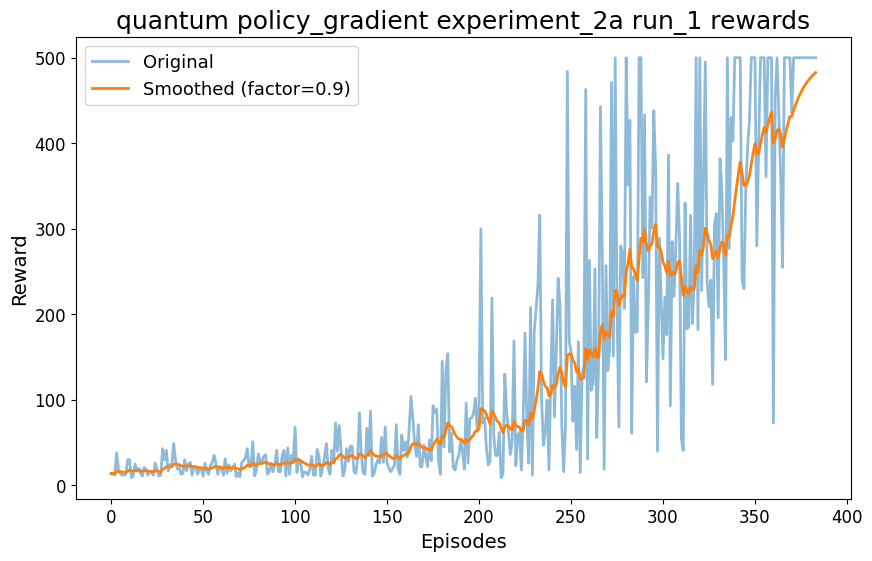 quantum policy_gradient experiment_2a run_1 rewards
Original
Smoothed (factor=0.9)
Reward
500
400
300
200
100
0
0 50 100 150 200 250 300 350 400
Episodes